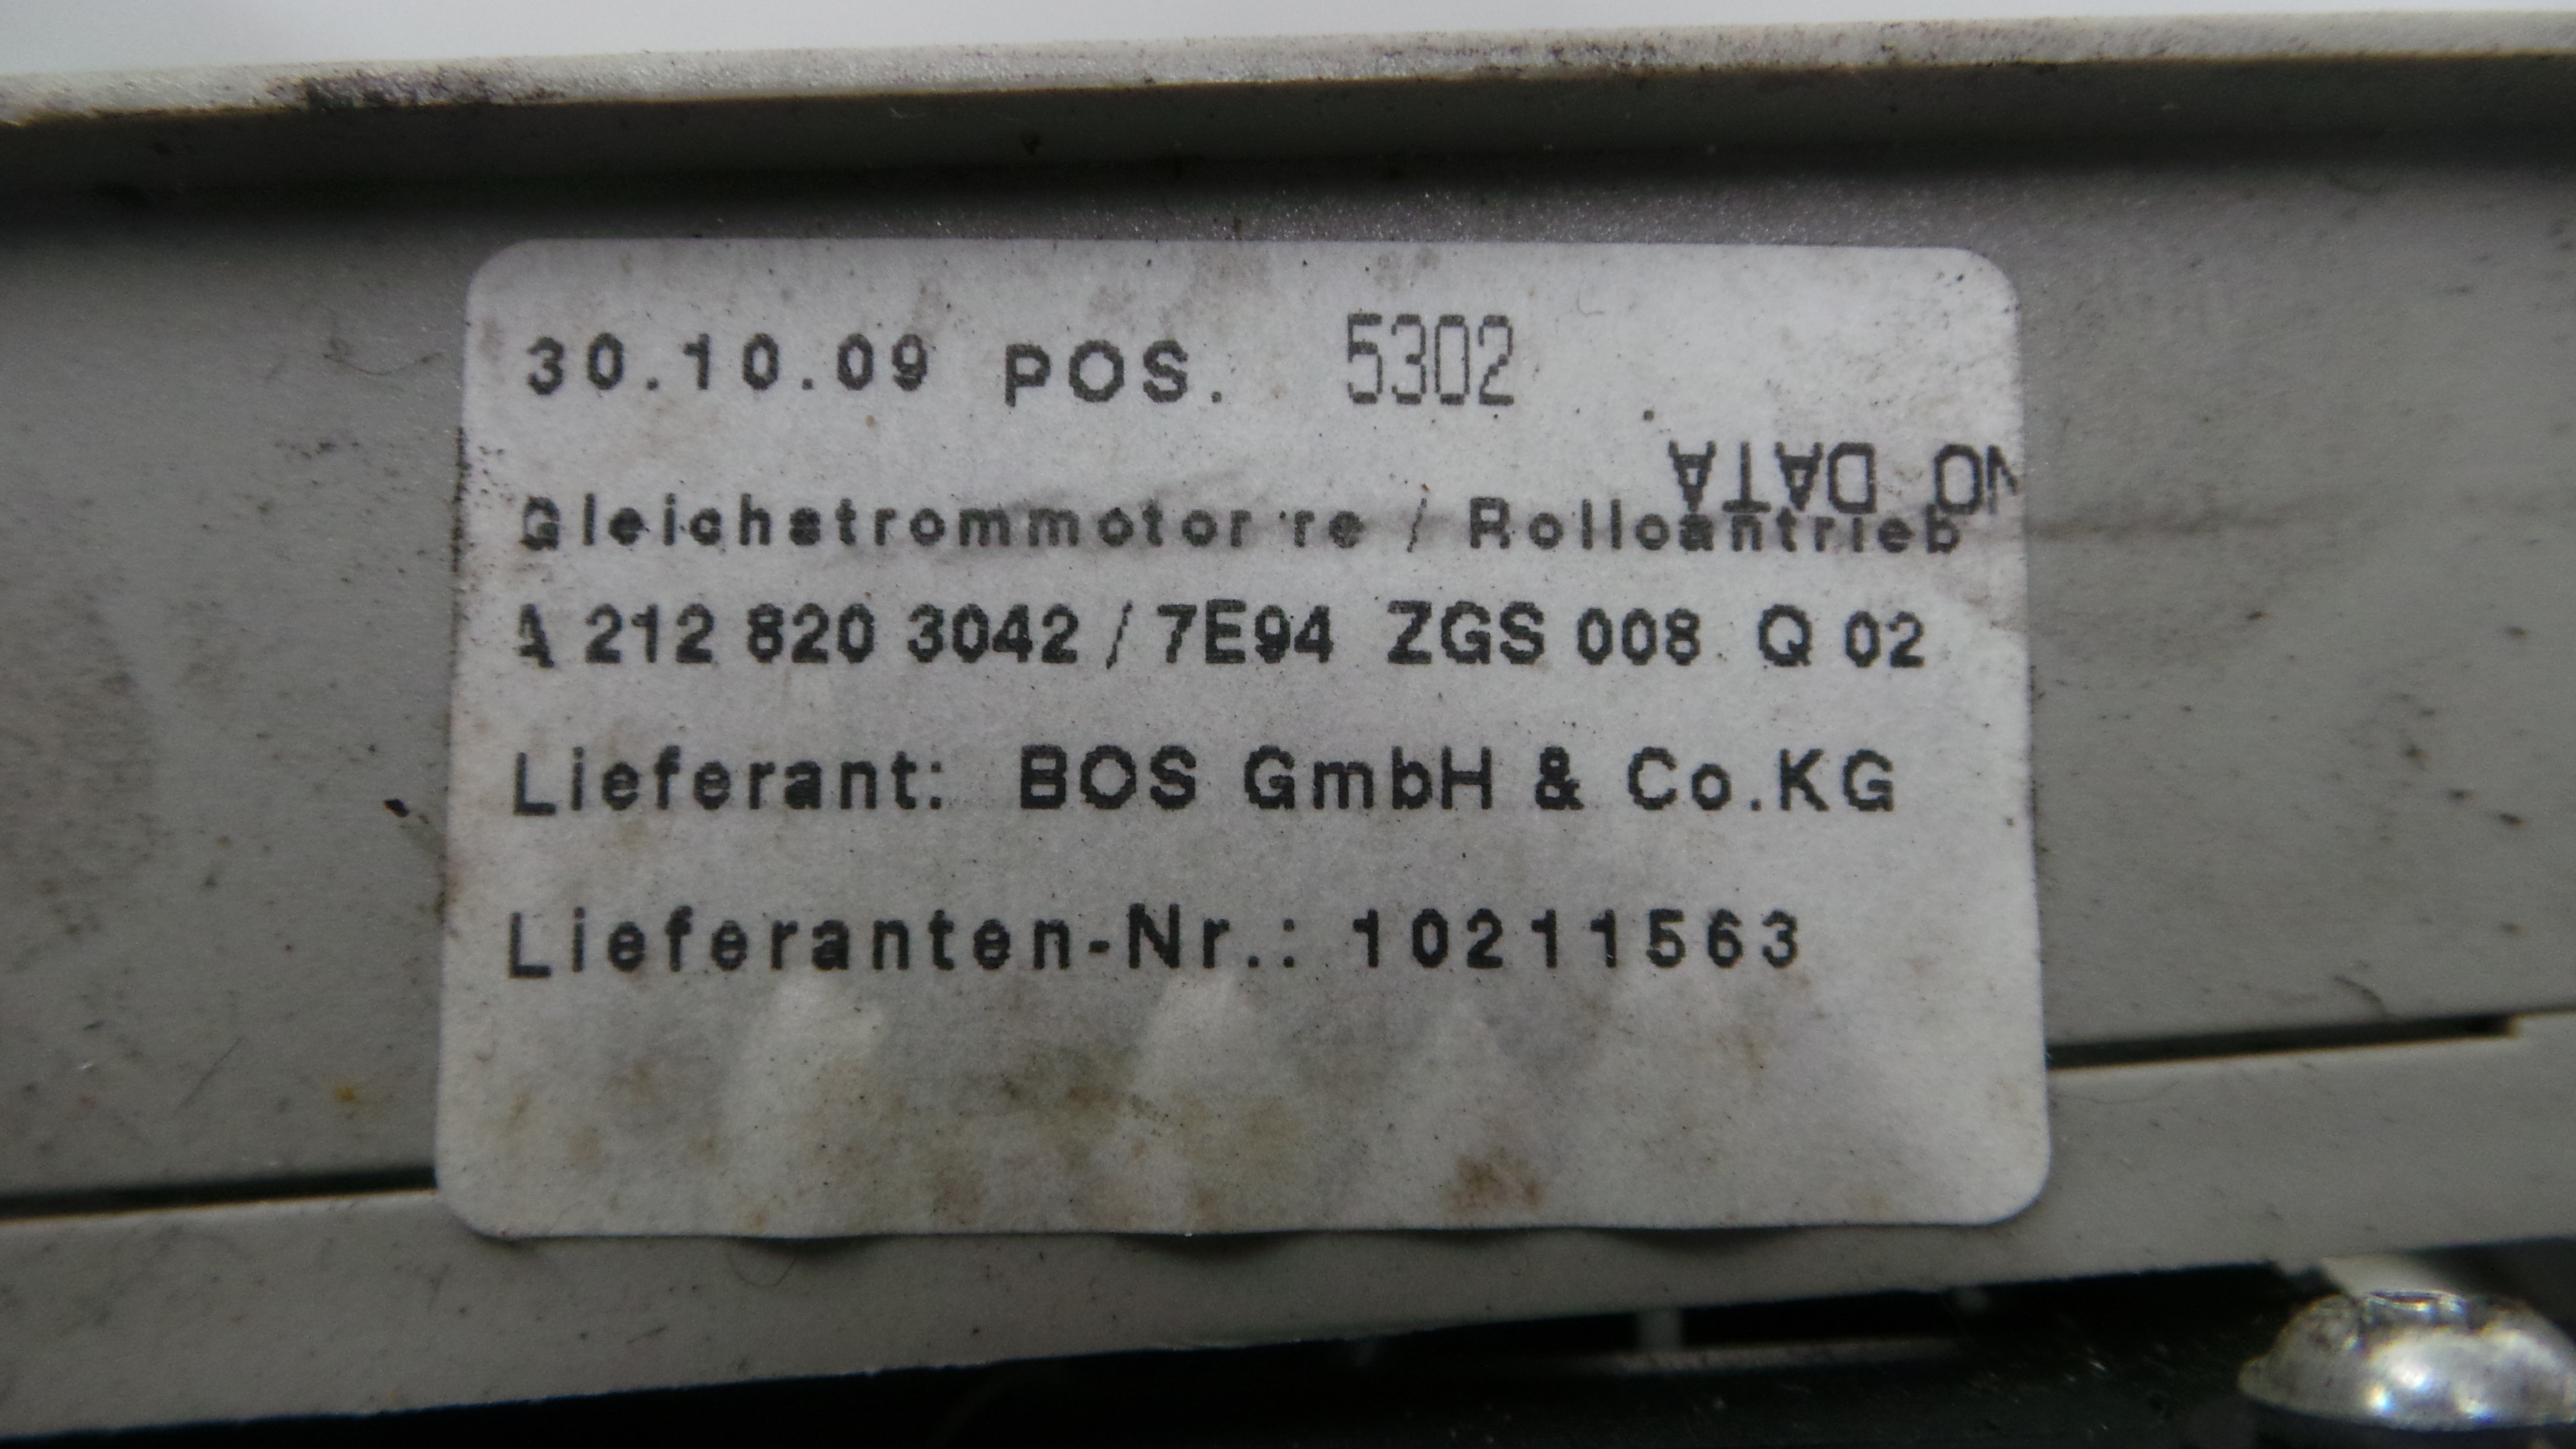 30.10.09 POS. 5302
NO DATA
Gleichstrommotor re / Rolloantrieb
A 212 820 3042 / 7E94 ZGS 008 Q 02
Lieferant: BOS GmbH & Co.KG
Lieferanten-Nr.: 10211563